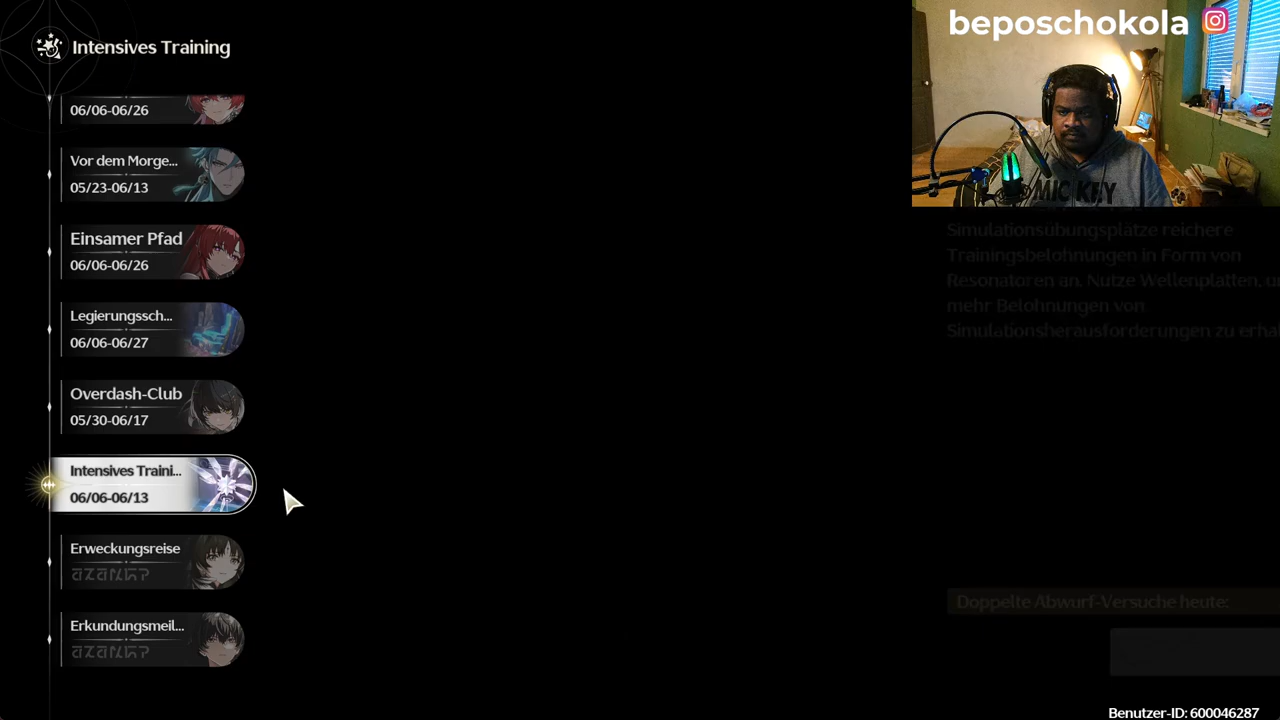 Intensives Training
beposchokola
06/06-06/26
Vor dem Morge...
05/23-06/13
Einsamer Pfad
06/06-06/26
Legierungssch...
06/06-06/27
Overdash-Club
05/30-06/17
Intensives Traini...
06/06-06/13
Erweckungsreise
Erkundungsmeil...
MICKEY
Simulationsübungsplätze reichere
Trainingsbelohnungen in Form von
Resonatoren an. Nutze Wellenplatten, u
mehr Belohnungen von
Simulationsherausforderungen zu erha
Doppelte Abwurf-Versuche heute:
Benutzer-ID: 600046287